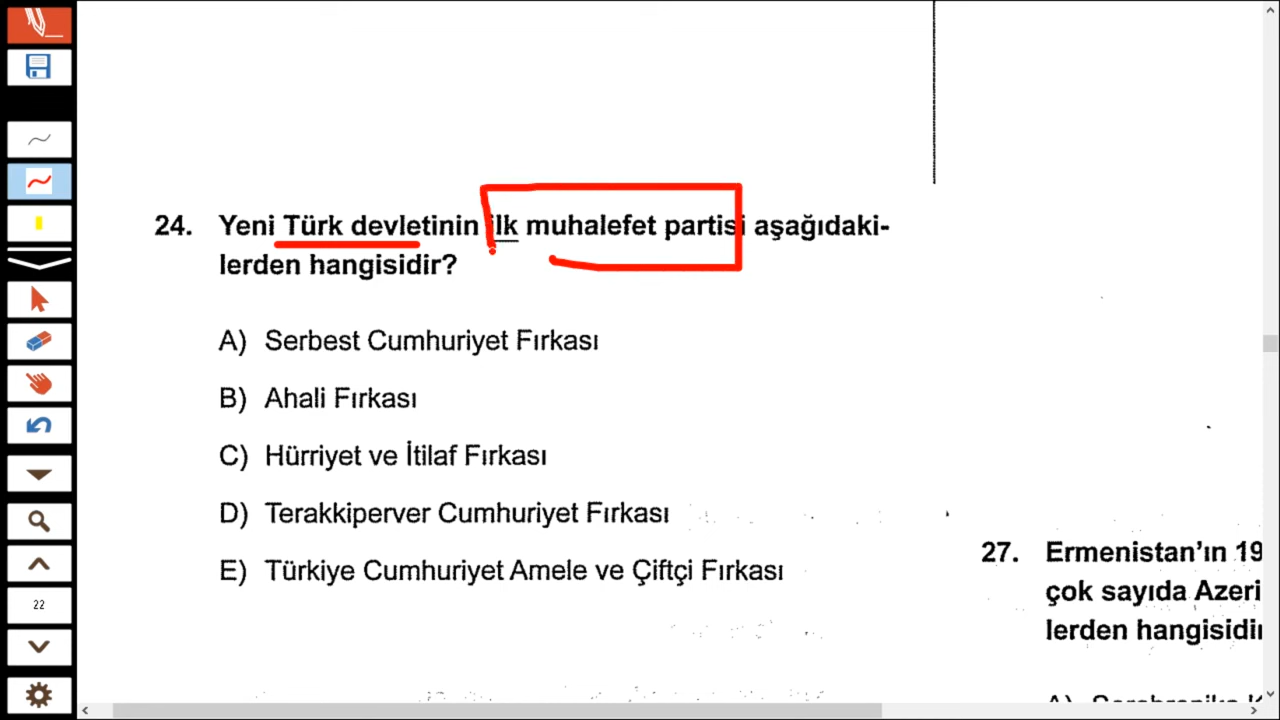 24. Yeni Türk devletinin ilk muhalefet partisi aşağıdaki-
lerden hangisidir?
A) Serbest Cumhuriyet Fırkası
B) Ahali Fırkası
C) Hürriyet ve İtilaf Fırkası
D) Terakkiperver Cumhuriyet Fırkası
E) Türkiye Cumhuriyet Amele ve Çiftçi Fırkası
27. Ermenistan'ın 19
çok sayıda Azeri
lerden hangisidi
22